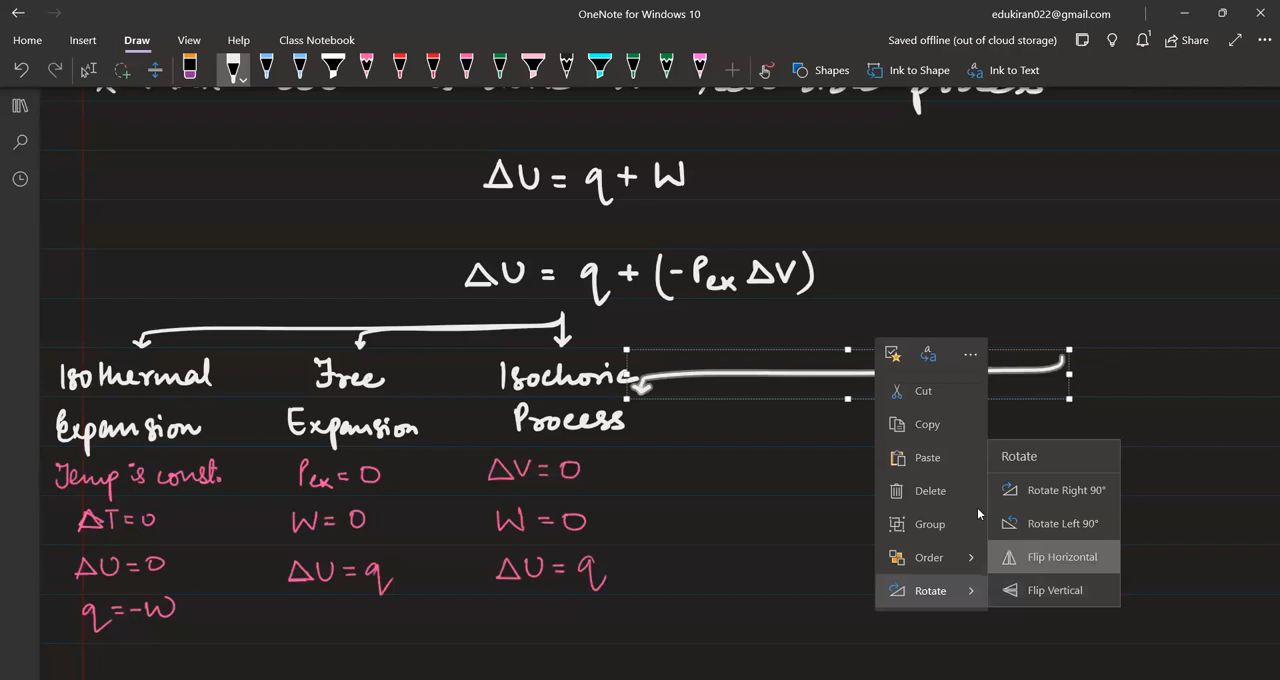 OneNote for Windows 10
edukiran022@gmail.com
Home Insert Draw View Help Class Notebook
Saved offline (out of cloud storage)
Share
Shapes Ink to Shape Ink to Text
process
ΔU = q + W
ΔU = q + (-Pex ΔV)
Isothermal Free Isochoric
Expansion Expansion Process
Temp is const. Pex = 0 ΔV = 0
ΔT = 0 W = 0 W = 0
ΔU = 0 ΔU = q ΔU = q
q = -W
Cut
Copy
Paste
Delete
Group
Order
Rotate
Rotate
Rotate Right 90°
Rotate Left 90°
Flip Horizontal
Flip Vertical